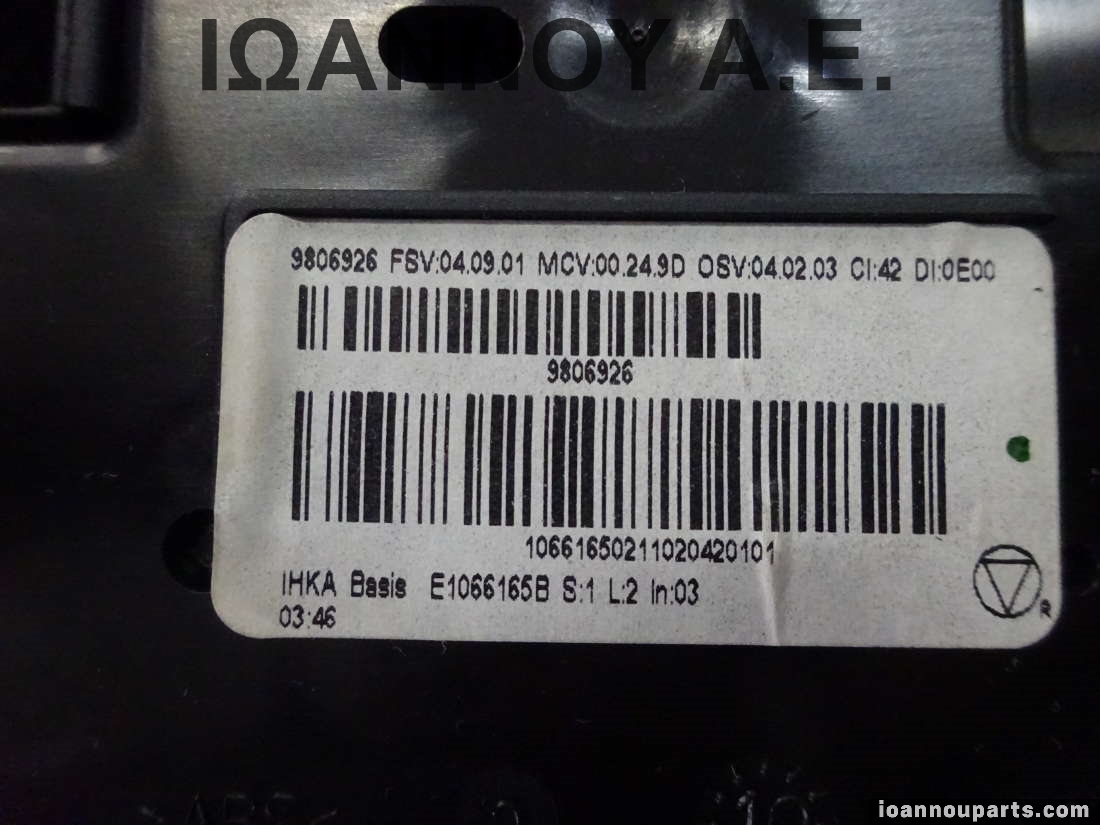 ΙΩΑΝΝΟΥ Α.Ε.
9806926 FSV:04.09.01 MCV:00.24.9D OSV:04.02.03 CI:42 DI:0E00
9806926
10661650211020420101
IHKA Basis E1066165B S:1 L:2 In:03
03:46
R
ioannouparts.com